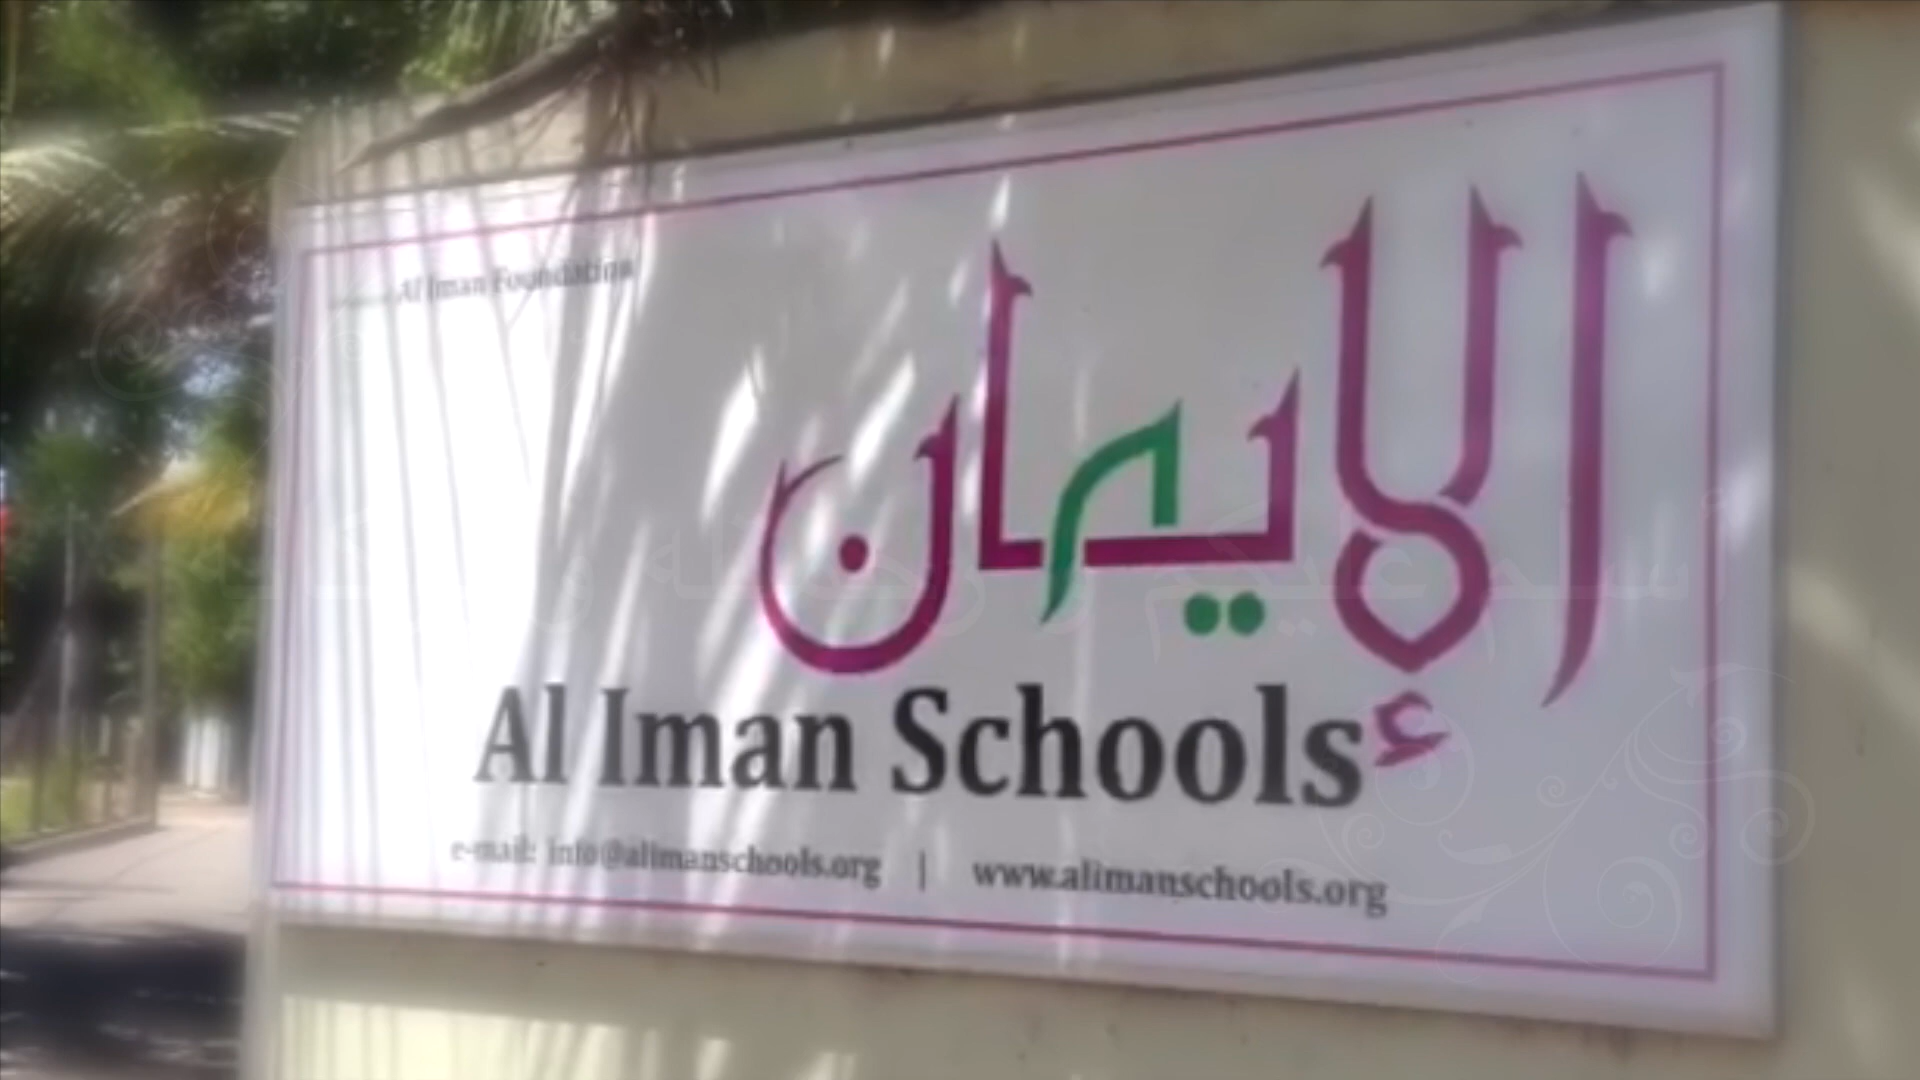 Al Iman Foundation
الإيمان
Al Iman Schools
e-mail: info@alimanschools.org | www.alimanschools.org